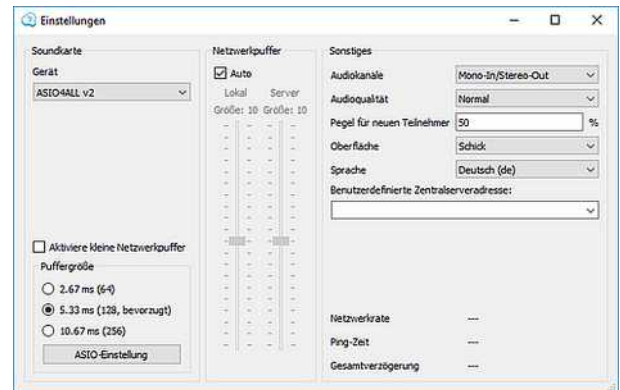 Einstellungen
Soundkarte
Gerät
ASIO4ALL v2
Aktiviere kleine Netzwerkpuffer
Puffergröße
2.67 ms (64)
5.33 ms (128, bevorzugt)
10.67 ms (256)
ASIO-Einstellung
Netzwerkpuffer
Auto
Lokal Server
Größe: 10 Größe: 10
Sonstiges
Audiokanäle Mono-In/Stereo-Out
Audioqualität Normal
Pegel für neuen Teilnehmer 50 %
Oberfläche Schick
Sprache Deutsch (de)
Benutzerdefinierte Zentralserveradresse:
Netzwerkrate ---
Ping-Zeit ---
Gesamtverzögerung ---